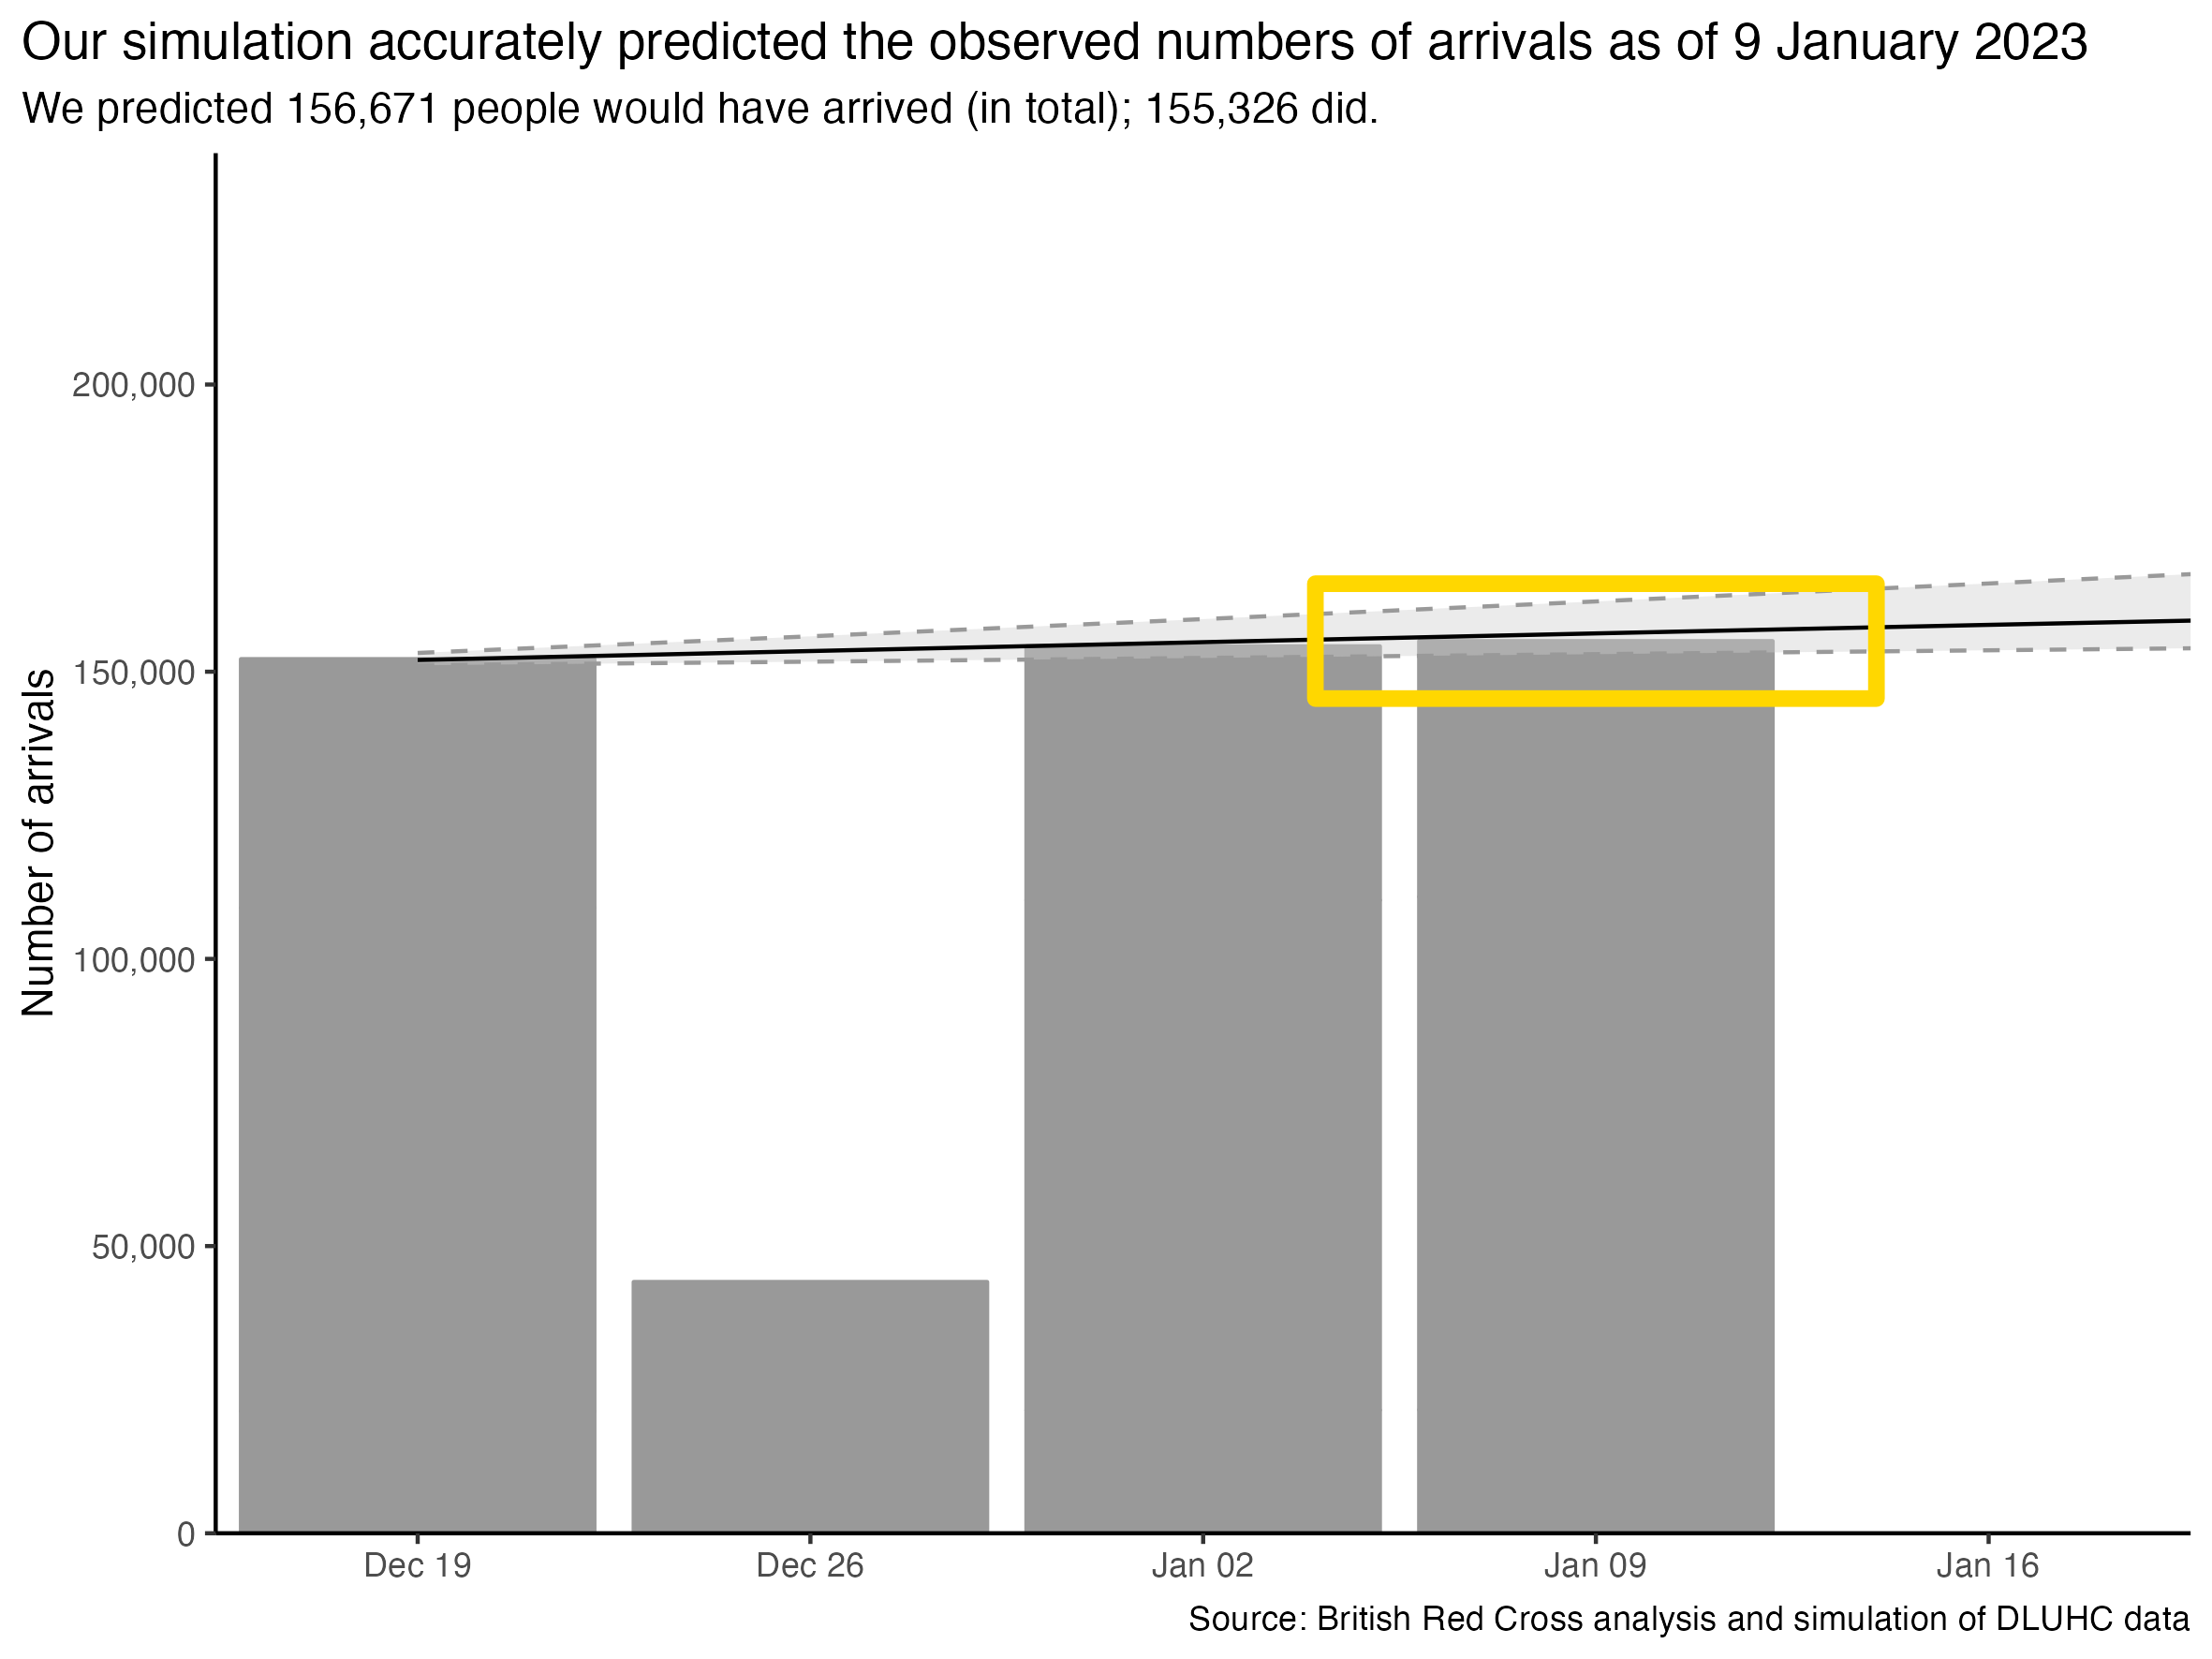 Our simulation accurately predicted the observed numbers of arrivals as of 9 January 2023
We predicted 156,671 people would have arrived (in total); 155,326 did.
Number of arrivals
200,000
150,000
100,000
50,000
0
Dec 19
Dec 26
Jan 02
Jan 09
Jan 16
Source: British Red Cross analysis and simulation of DLUHC data